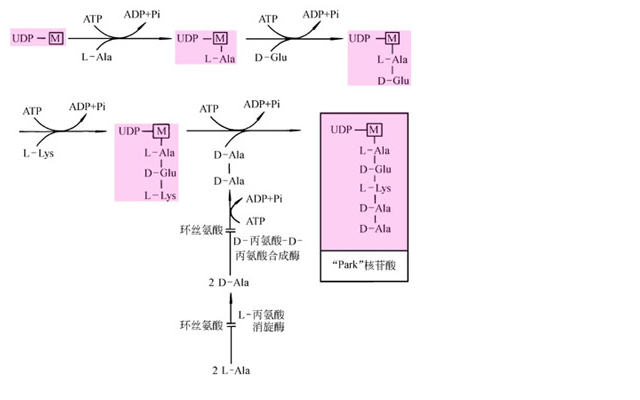 ATP ADP+Pi ATP ADP+Pi
UDP M UDP M UDP M
L-Ala L-Ala D-Glu L-Ala
D-Glu
ATP ADP+Pi ATP ADP+Pi
UDP M UDP M
L-Lys L-Ala D-Ala L-Ala
D-Glu D-Glu
D-Ala L-Lys
L-Lys D-Ala
ADP+Pi
ATP D-Ala
环丝氨酸 D-丙氨酸-D-
丙氨酸合成酶
"Park"核苷酸
2 D-Ala
环丝氨酸 L-丙氨酸
消旋酶
2 L-Ala